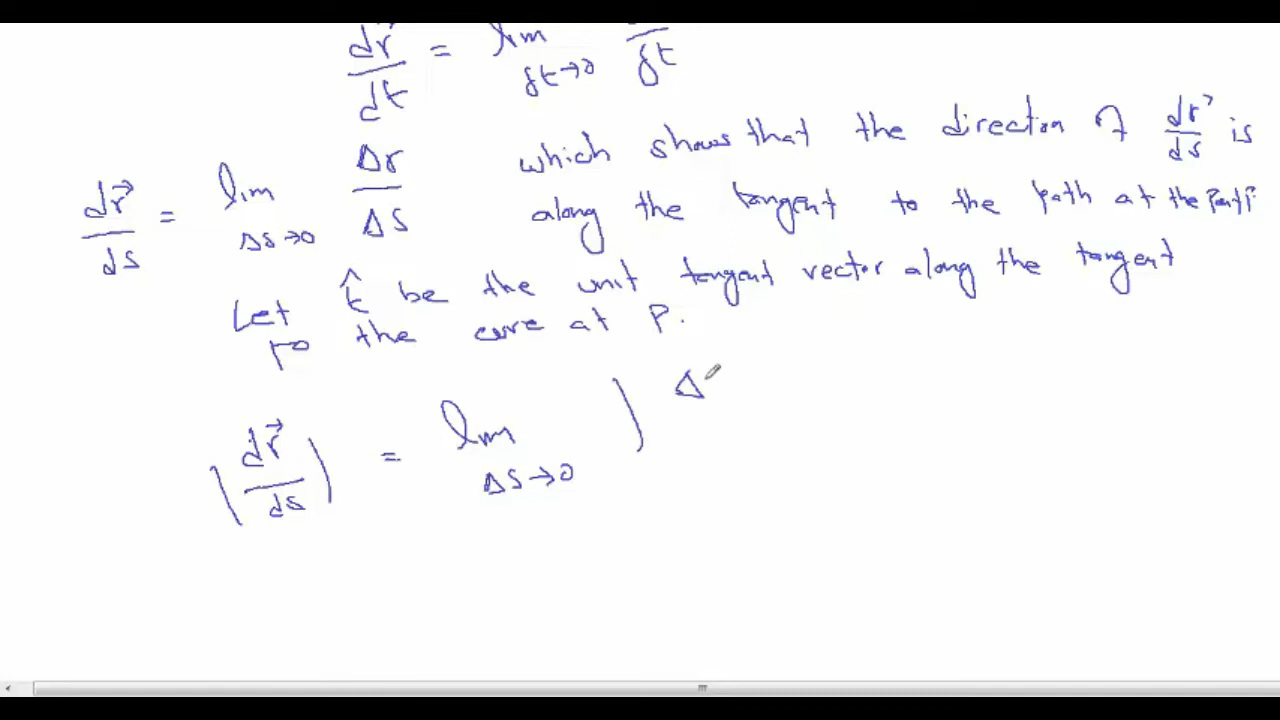 dr⃗/dt = lim δt→0 /δt
dr⃗/ds = lim Δs→0 Δr/Δs which shows that the direction of dr⃗/ds is
along the tangent to the path at the
Let t̂ be the unit tangent vector along the tangent
to the curve at P.
|dr⃗/ds| = lim Δs→0 | Δ